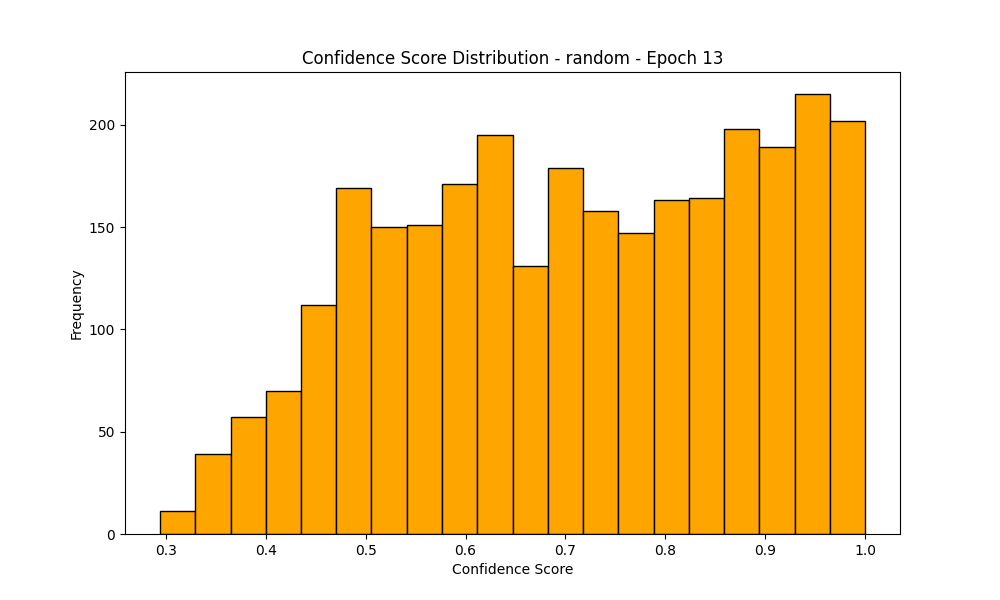 Confidence Score Distribution - random - Epoch 13
Frequency
200
150
100
50
0
0.3 0.4 0.5 0.6 0.7 0.8 0.9 1.0
Confidence Score